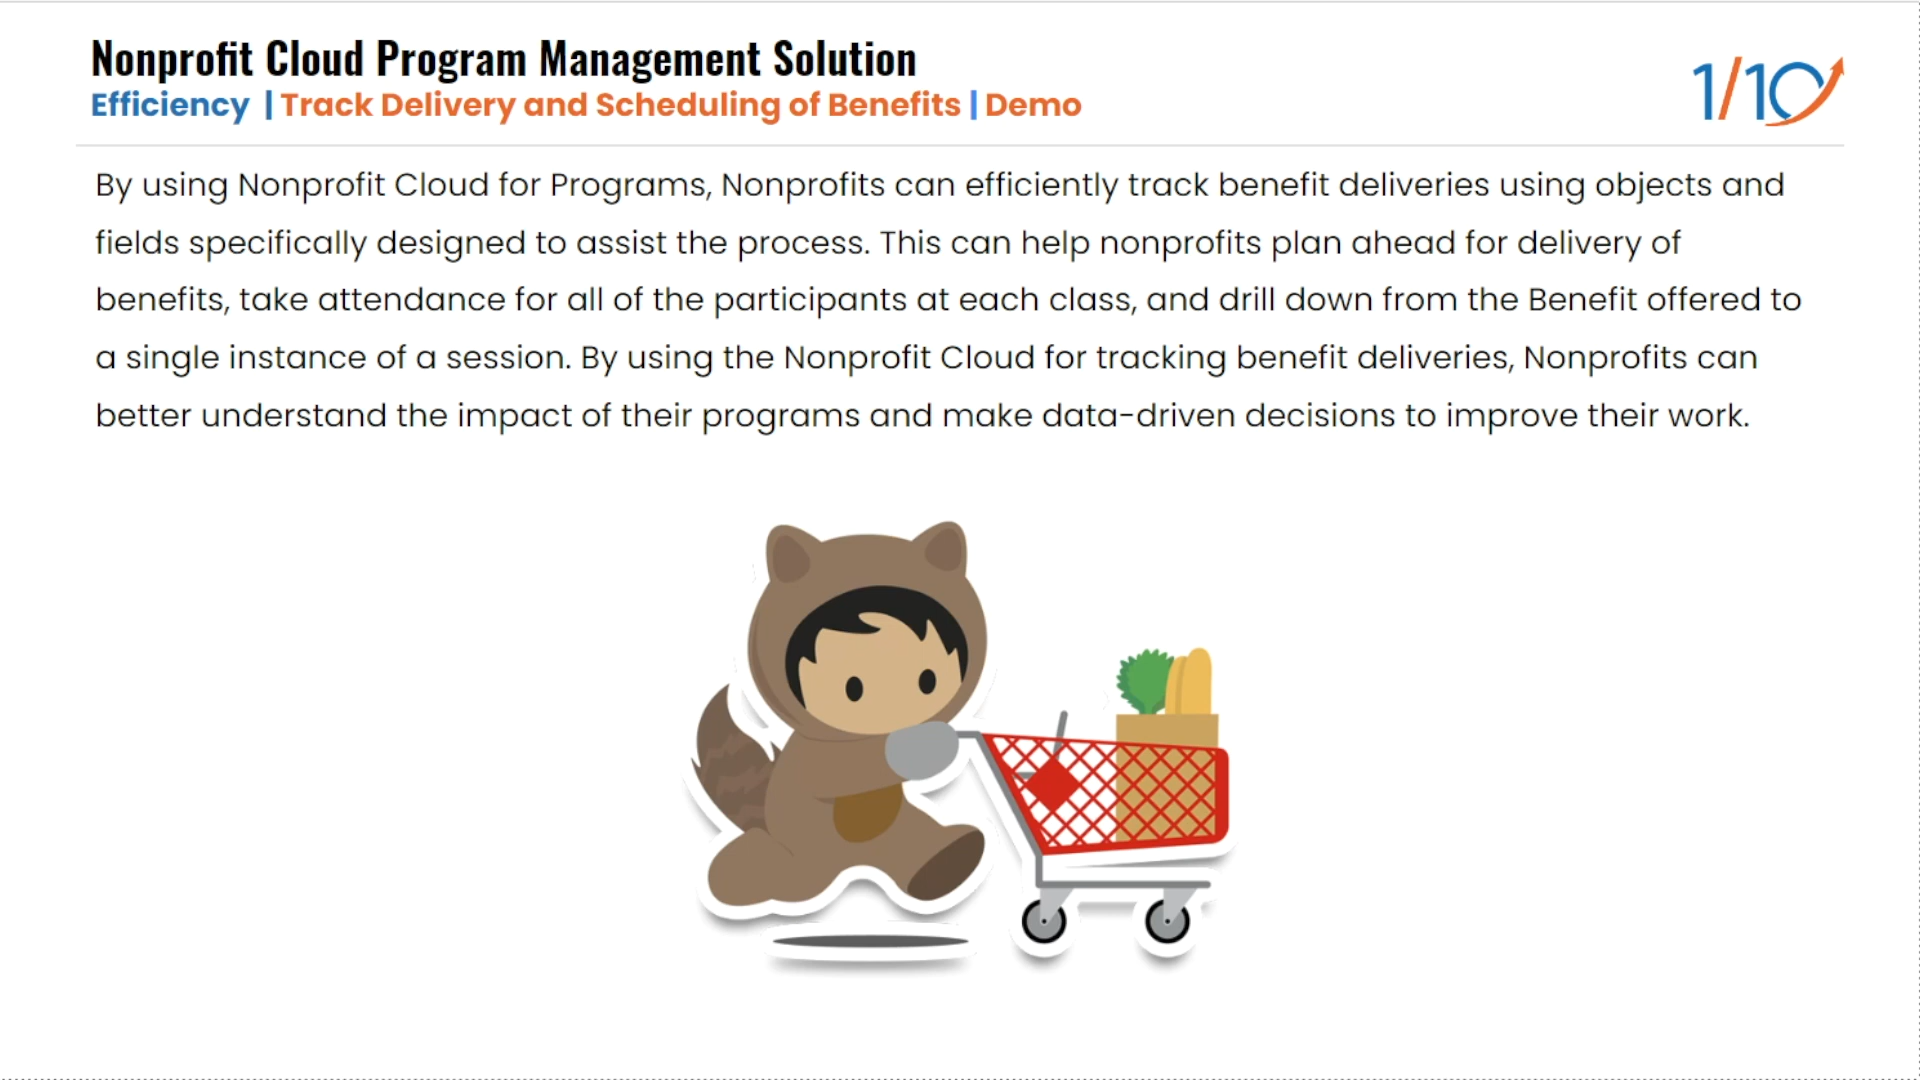 Nonprofit Cloud Program Management Solution
Efficiency | Track Delivery and Scheduling of Benefits | Demo
1/10
By using Nonprofit Cloud for Programs, Nonprofits can efficiently track benefit deliveries using objects and
fields specifically designed to assist the process. This can help nonprofits plan ahead for delivery of
benefits, take attendance for all of the participants at each class, and drill down from the Benefit offered to
a single instance of a session. By using the Nonprofit Cloud for tracking benefit deliveries, Nonprofits can
better understand the impact of their programs and make data-driven decisions to improve their work.